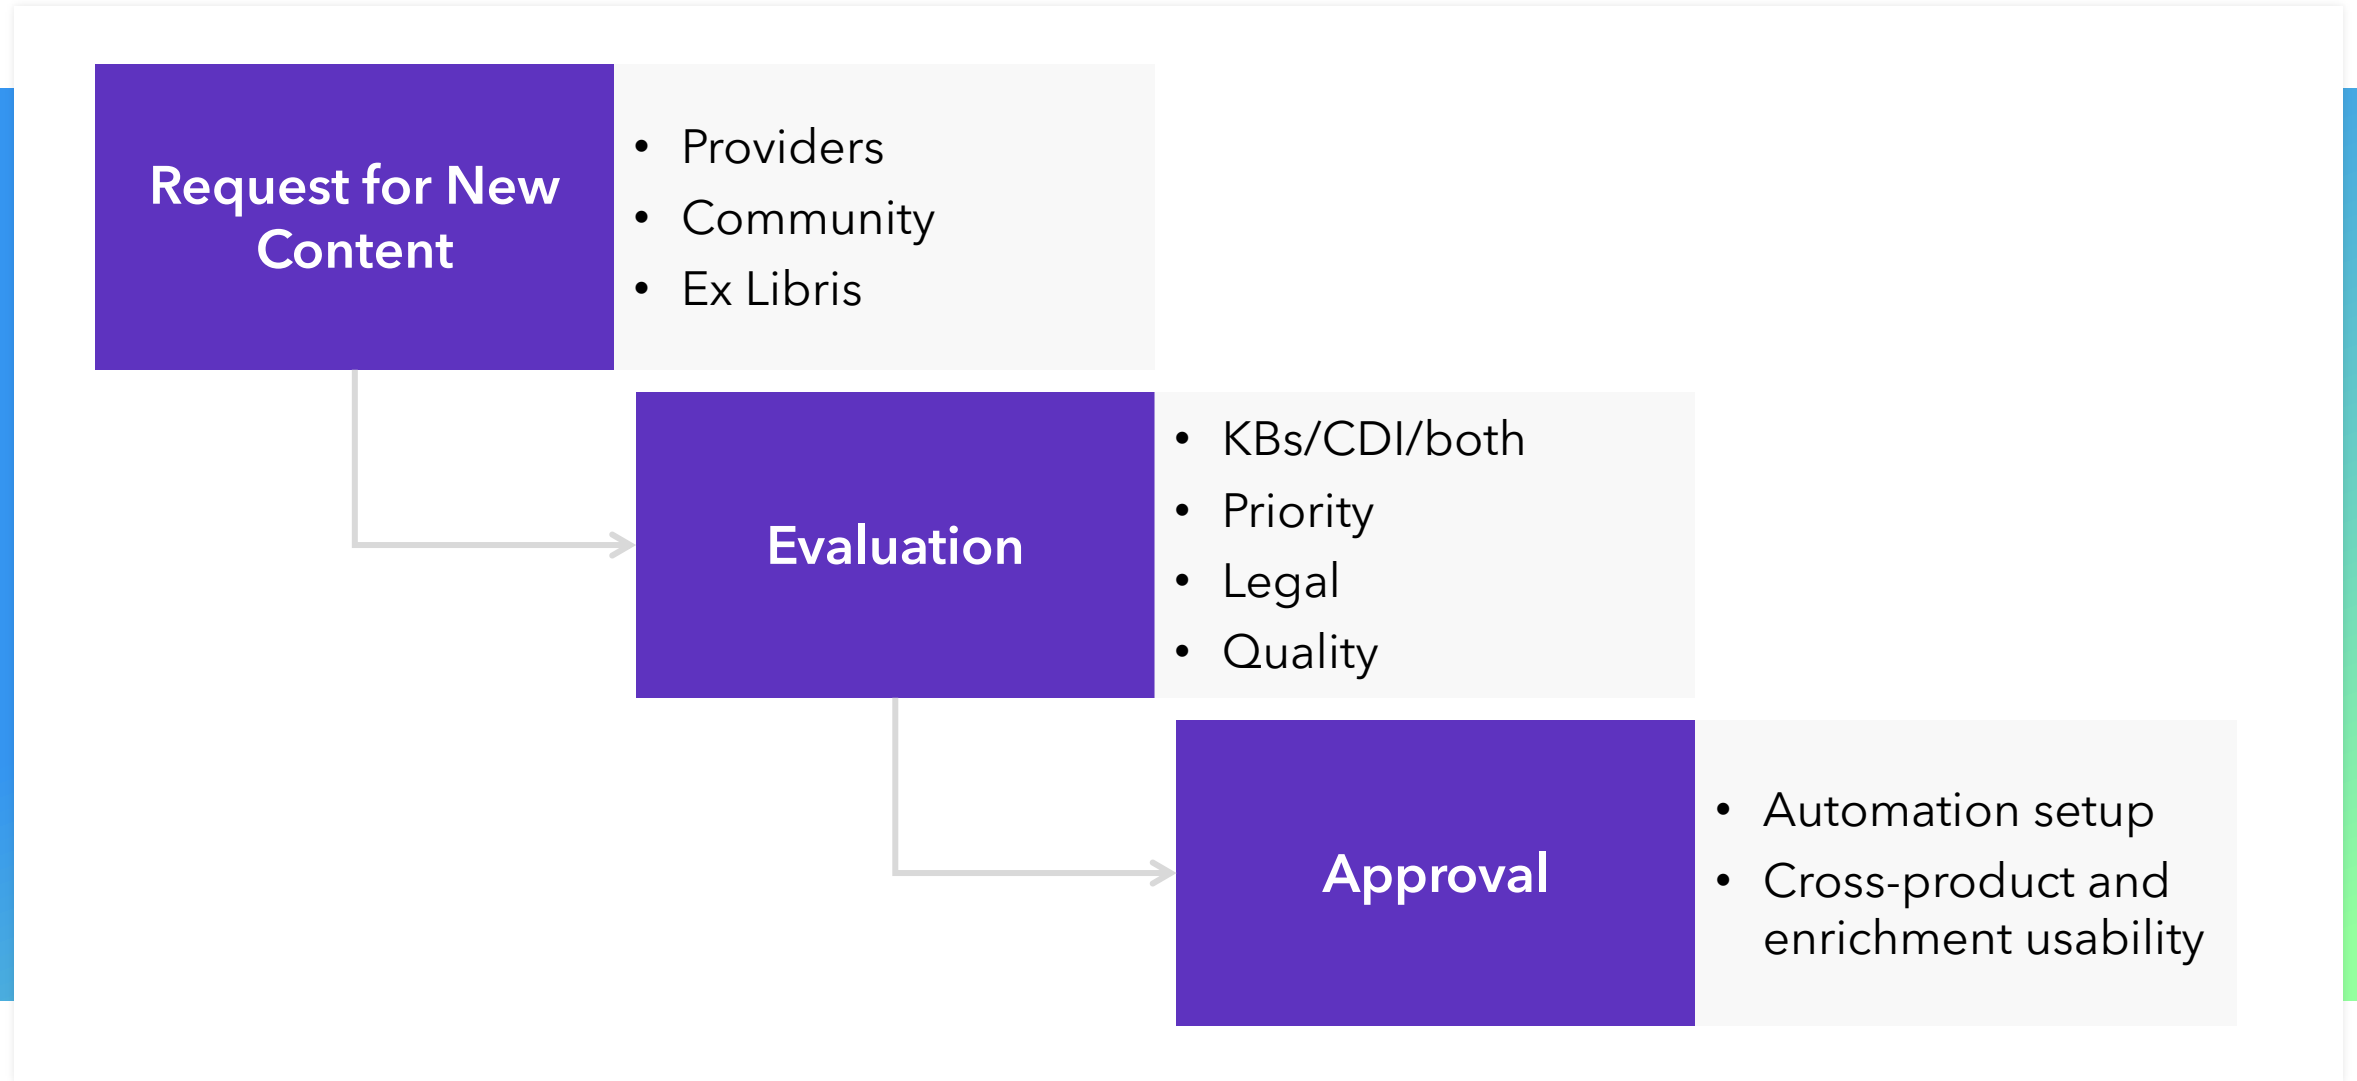 Request for New
Content
• Providers
• Community
• Ex Libris
Evaluation
• KBs/CDI/both
• Priority
• Legal
• Quality
Approval
• Automation setup
• Cross-product and
enrichment usability